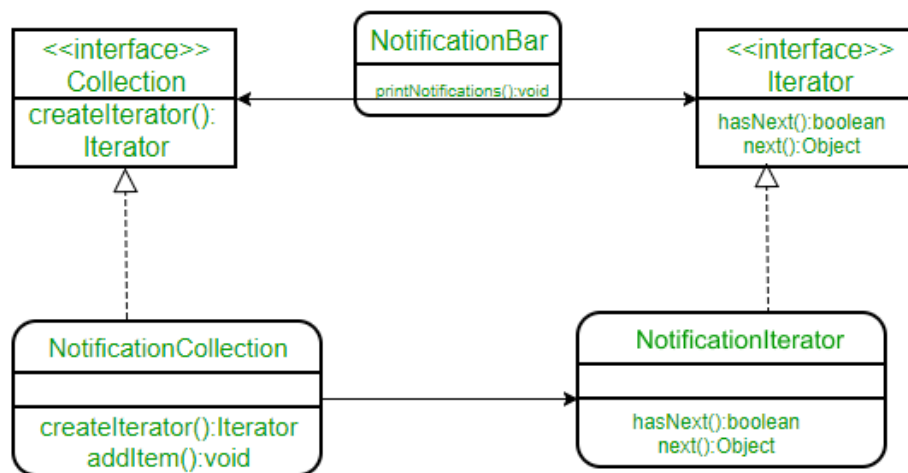 <<interface>>
Collection
createIterator():
Iterator
NotificationBar
printNotifications():void
<<interface>>
Iterator
hasNext():boolean
next():Object
NotificationCollection
createIterator():Iterator
addItem():void
NotificationIterator
hasNext():boolean
next():Object